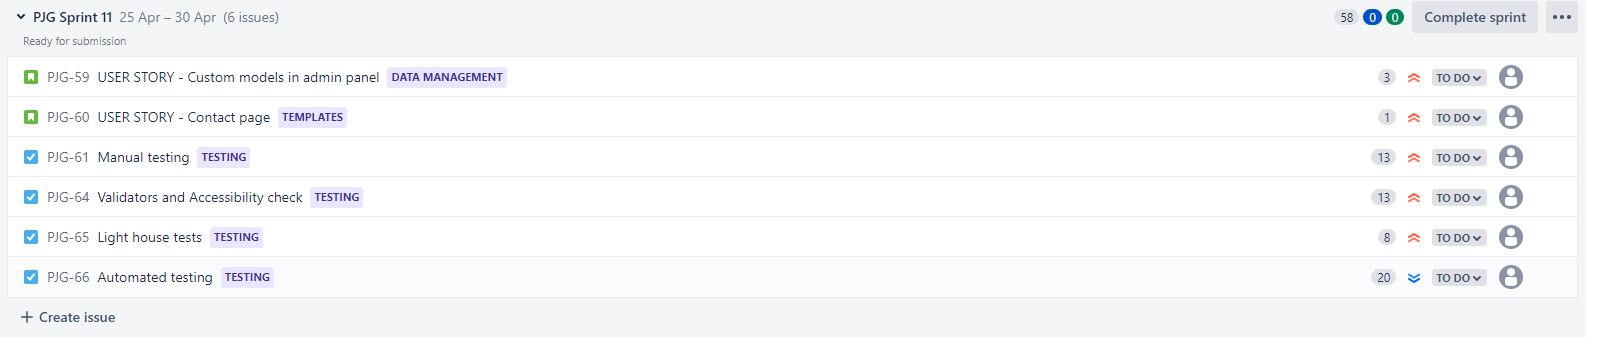 PJG Sprint 11 25 Apr – 30 Apr (6 issues) 58 0 0 Complete sprint
Ready for submission
PJG-59 USER STORY - Custom models in admin panel DATA MANAGEMENT 3 TO DO
PJG-60 USER STORY - Contact page TEMPLATES 1 TO DO
PJG-61 Manual testing TESTING 13 TO DO
PJG-64 Validators and Accessibility check TESTING 13 TO DO
PJG-65 Light house tests TESTING 8 TO DO
PJG-66 Automated testing TESTING 20 TO DO
+ Create issue